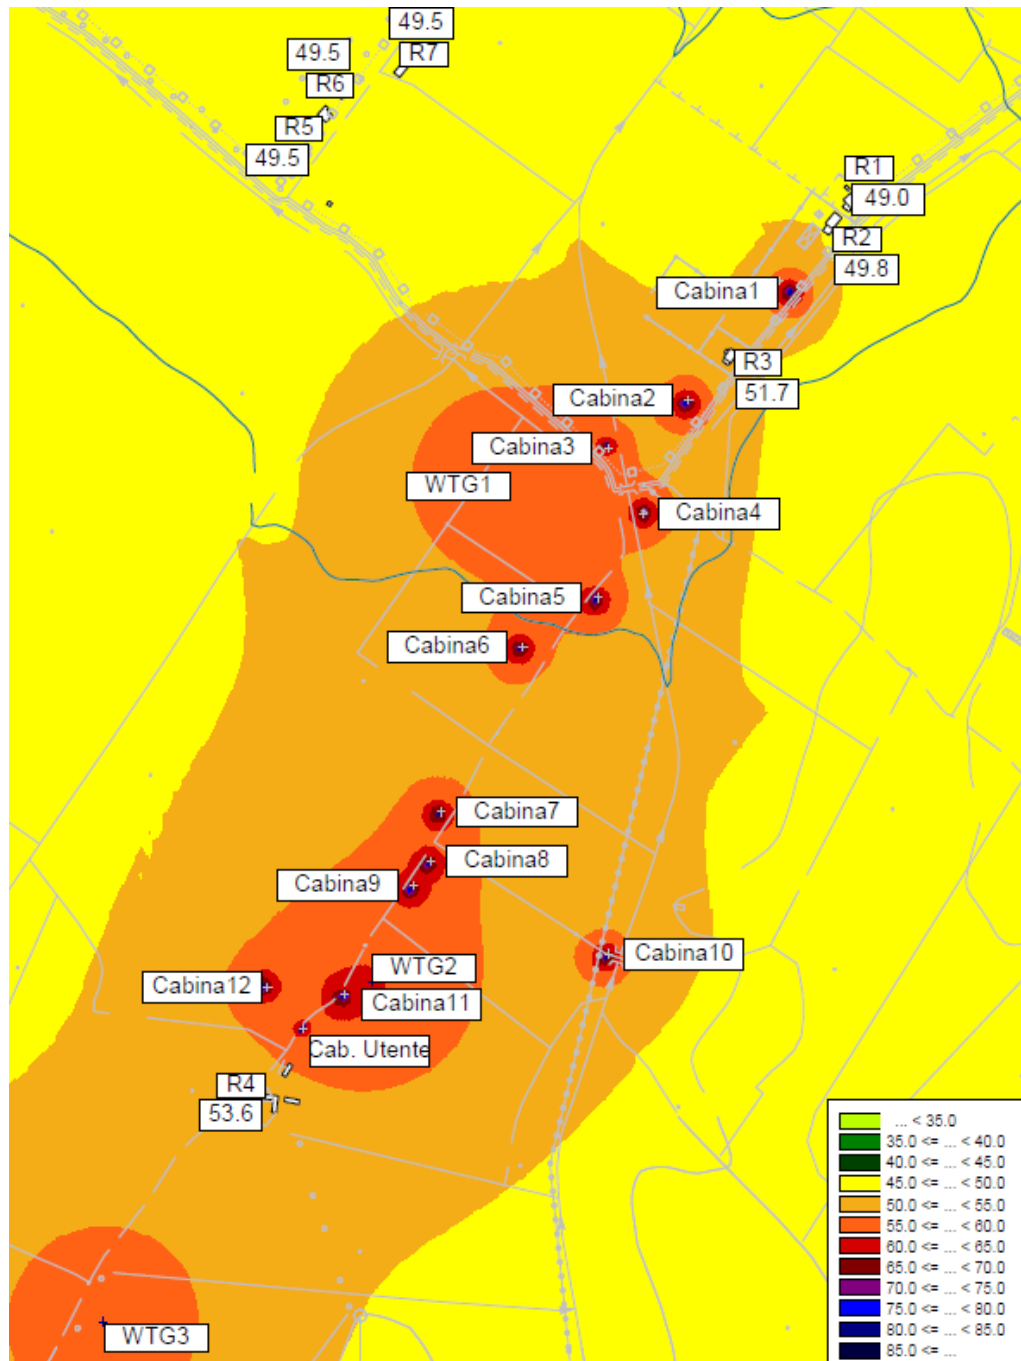 49.5
49.5
R7
R6
R5
49.5
R1
49.0
R2
49.8
Cabina1
R3
51.7
Cabina2
Cabina3
WTG1
Cabina4
Cabina5
Cabina6
Cabina7
Cabina8
Cabina9
Cabina10
WTG2
Cabina12
Cabina11
Cab. Utente
R4
53.6
WTG3
... < 35.0
35.0 <= ... < 40.0
40.0 <= ... < 45.0
45.0 <= ... < 50.0
50.0 <= ... < 55.0
55.0 <= ... < 60.0
60.0 <= ... < 65.0
65.0 <= ... < 70.0
70.0 <= ... < 75.0
75.0 <= ... < 80.0
80.0 <= ... < 85.0
85.0 <= ...